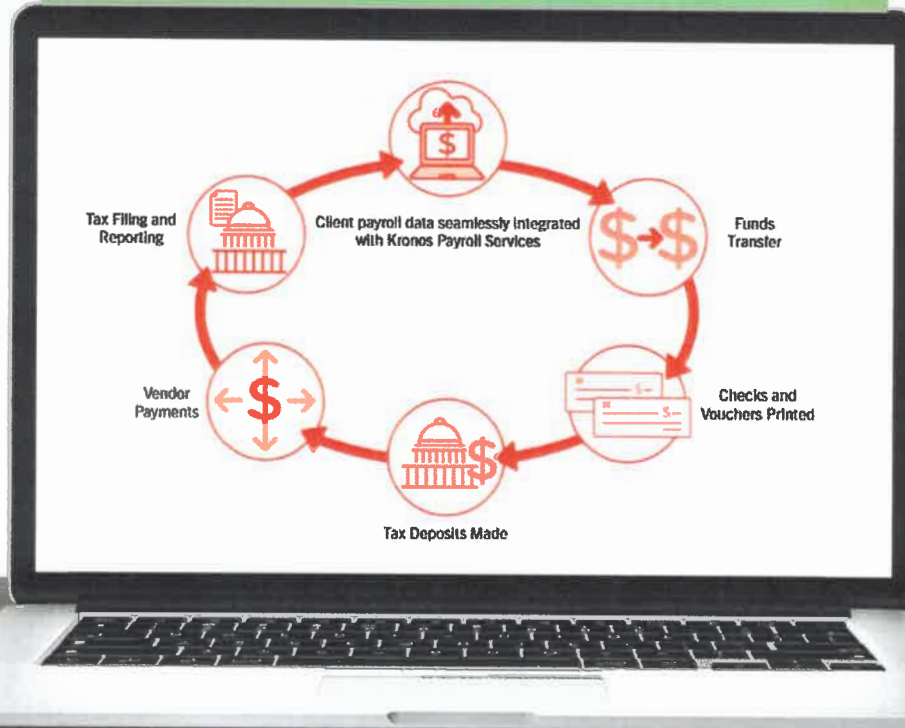 Client payroll data seamlessly integrated
with Kronos Payroll Services
Funds
Transfer
Checks and
Vouchers Printed
Tax Deposits Made
Vendor
Payments
Tax Filing and
Reporting